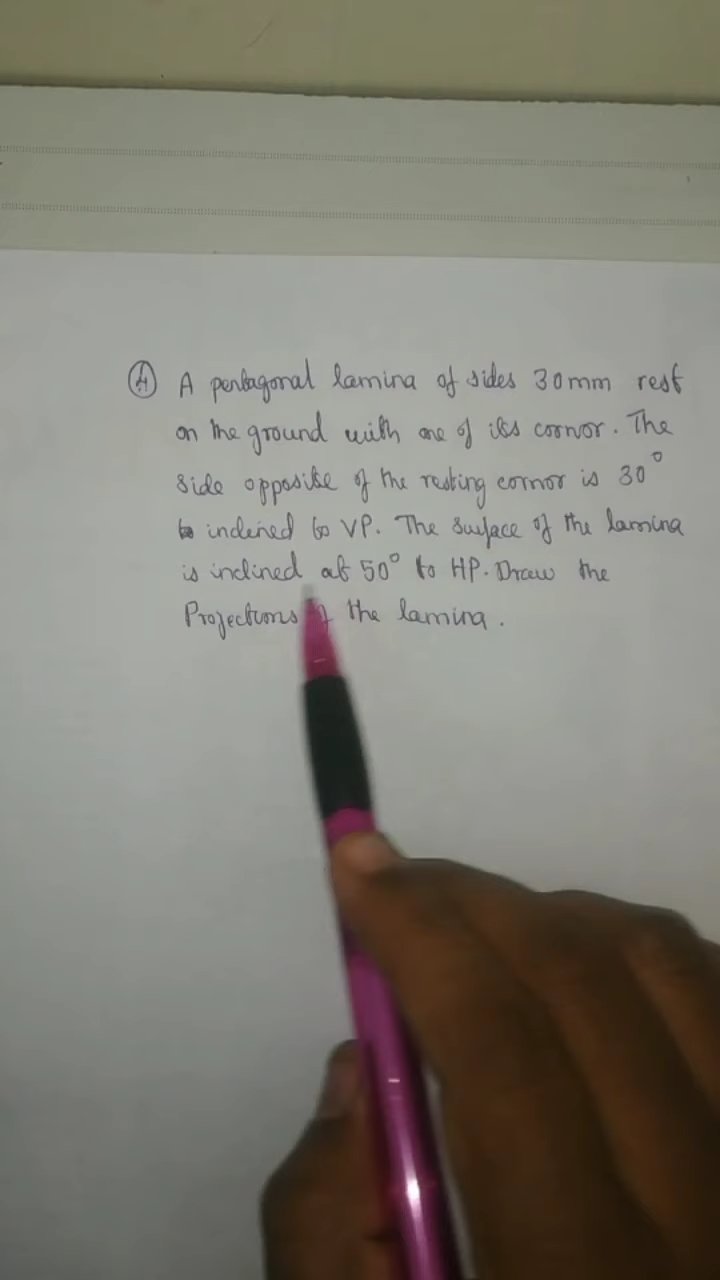 ④ A pentagonal lamina of sides 30mm rest
on the ground with one of its cornor. The
side opposite of the resting cornor is 30°
inclined to VP. The surface of the lamina
is inclined at 50° to HP. Draw the
Projections of the lamina.